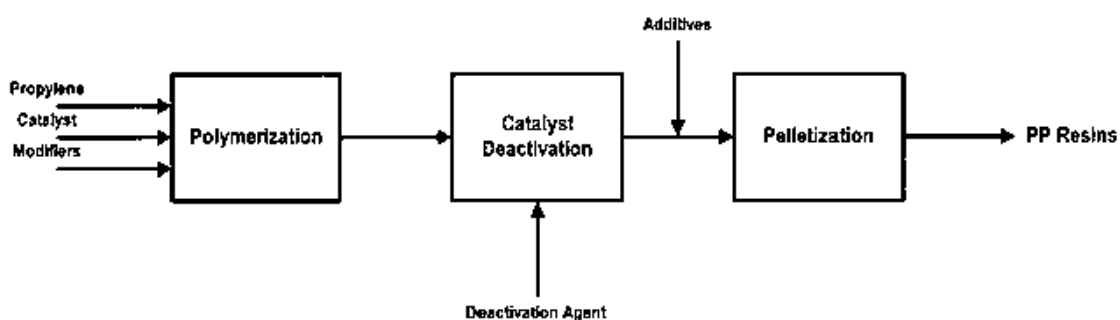 Additives
Propylene
Catalyst
Modifiers
Polymerization
Catalyst
Deactivation
Pelletization
PP Resins
Deactivation Agent